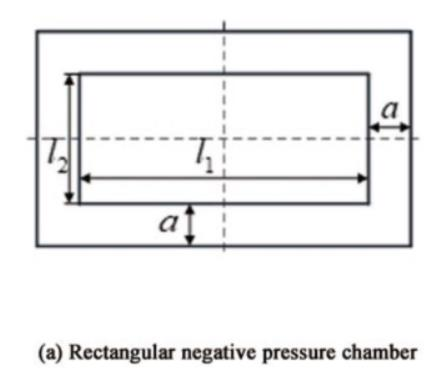 a
l₂
l₁
a
(a) Rectangular negative pressure chamber